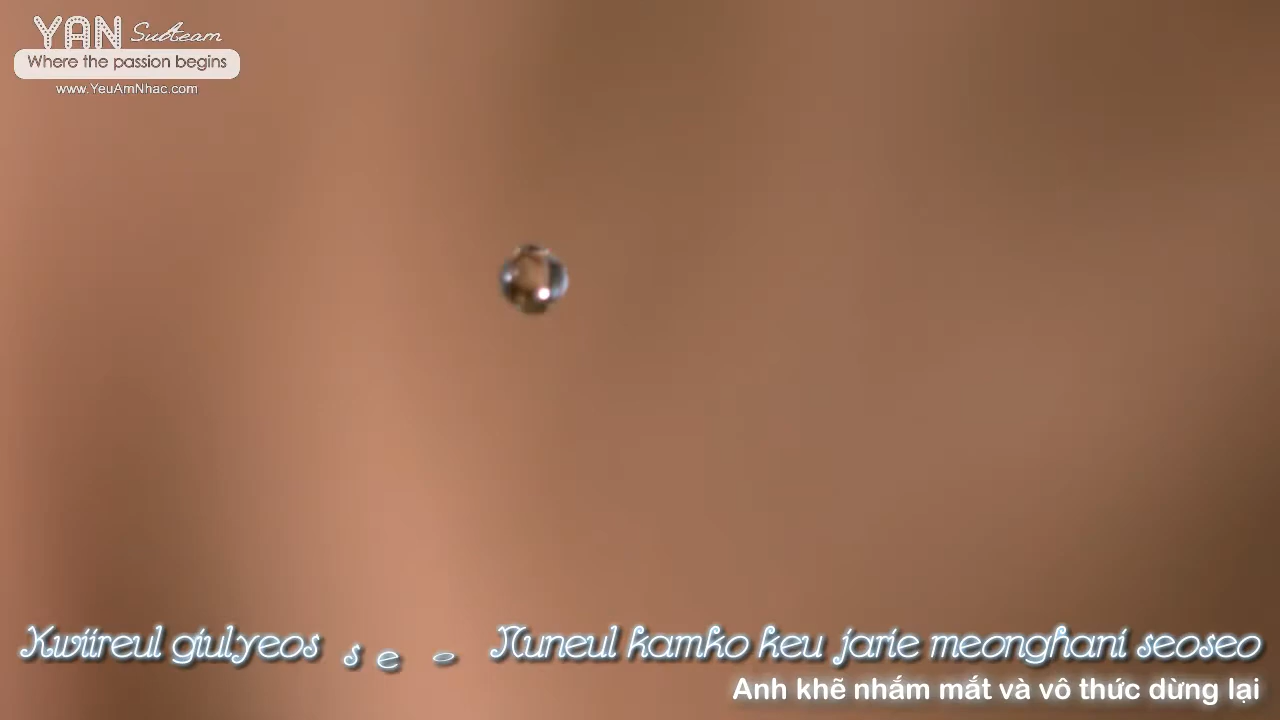 YAN Subteam
Where the passion begins
www.YeuAmNhac.com
Kwiireul giulyeos s e o Nuneul kamko keu jarie meonghani seoseo
Anh khẽ nhắm mắt và vô thức dừng lại